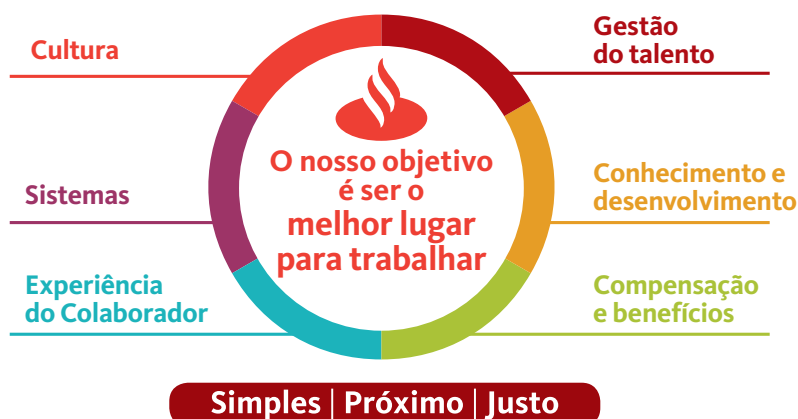 Cultura
Gestão
do talento
O nosso objetivo
é ser o
melhor lugar
para trabalhar
Sistemas
Conhecimento e
desenvolvimento
Experiência
do Colaborador
Compensação
e benefícios
Simples | Próximo | Justo